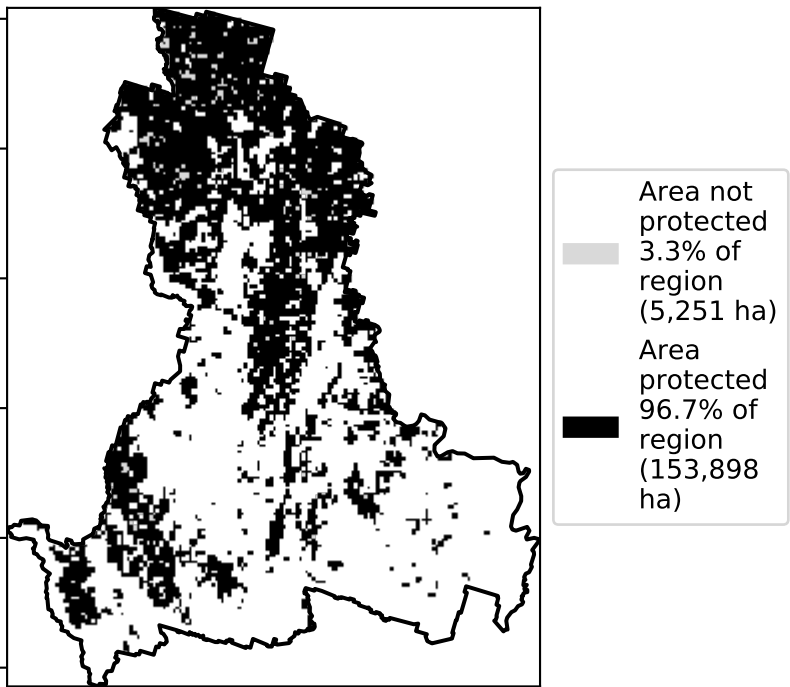 Area not
protected
3.3% of
region
(5,251 ha)
Area
protected
96.7% of
region
(153,898
ha)